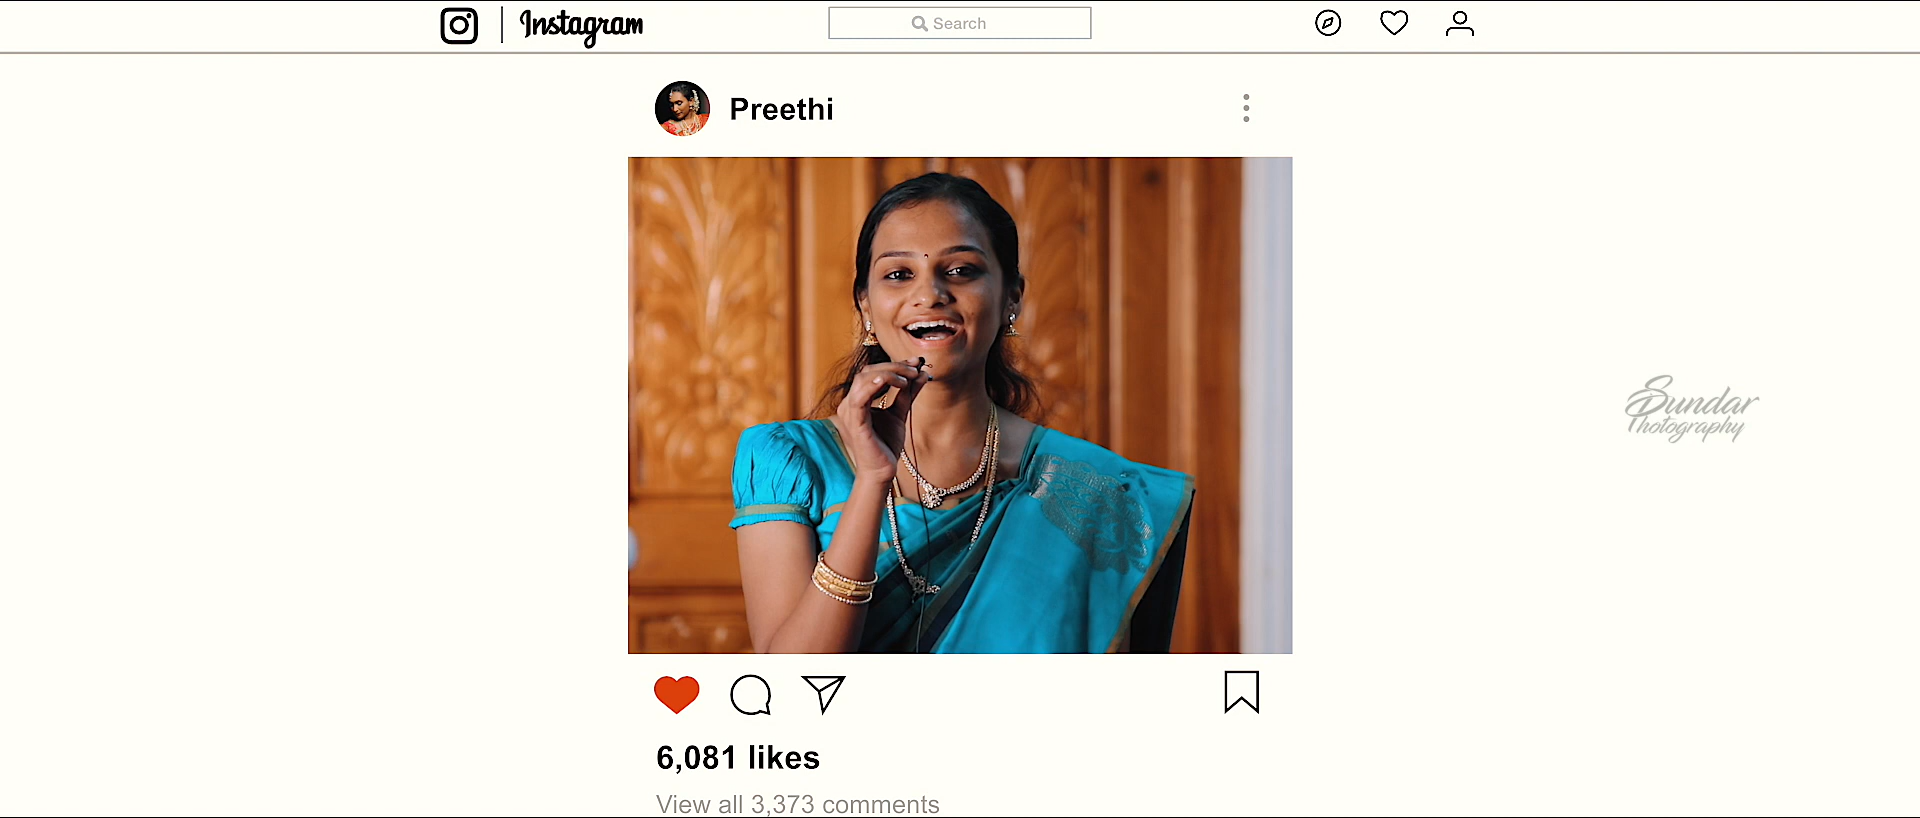 Instagram
Search
Preethi
6,081 likes
View all 3,373 comments
Sundar
Photography